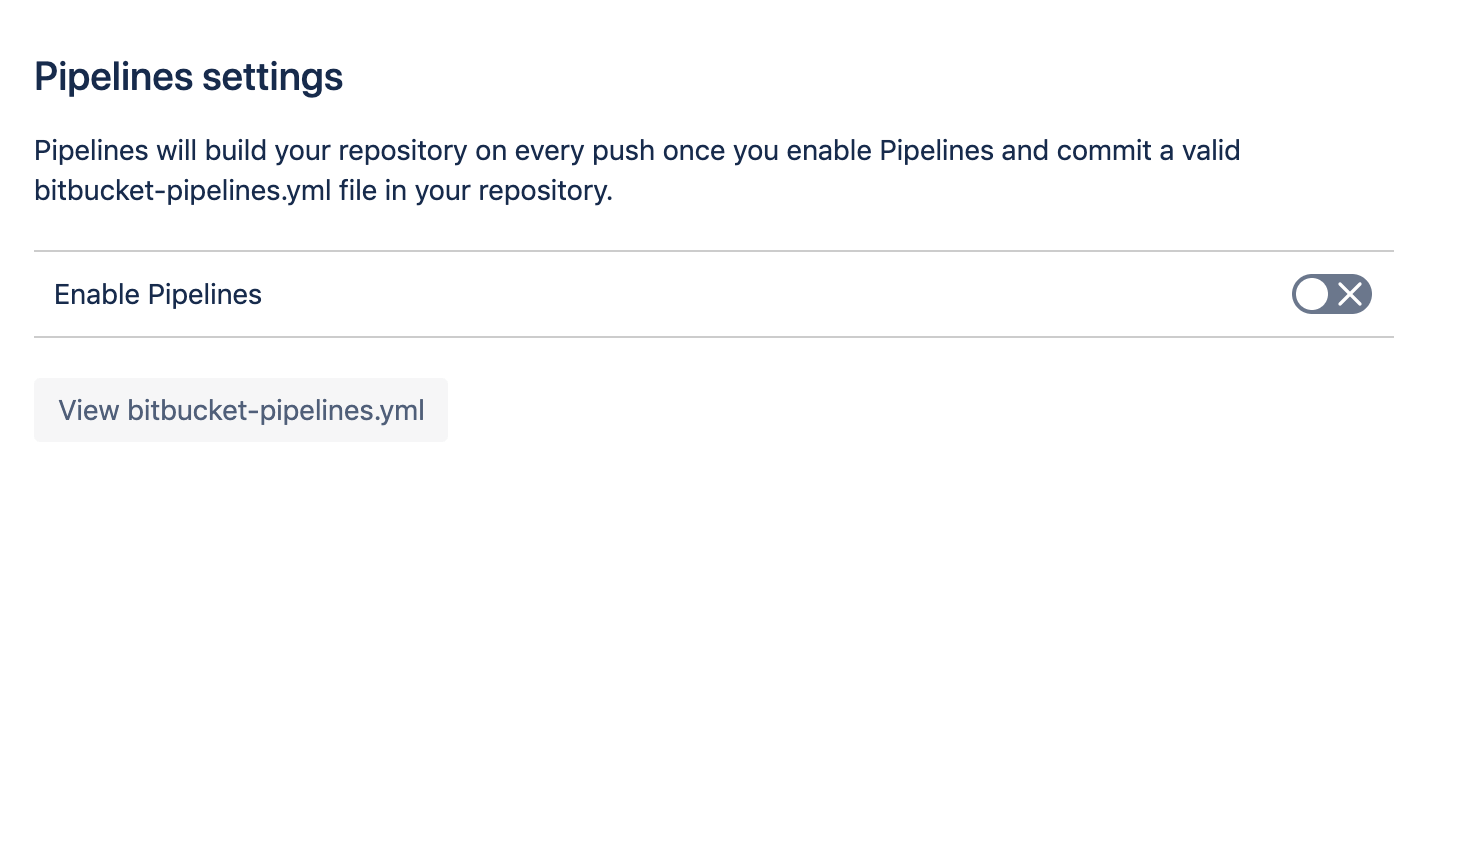 Pipelines settings
Pipelines will build your repository on every push once you enable Pipelines and commit a valid
bitbucket-pipelines.yml file in your repository.
Enable Pipelines
View bitbucket-pipelines.yml